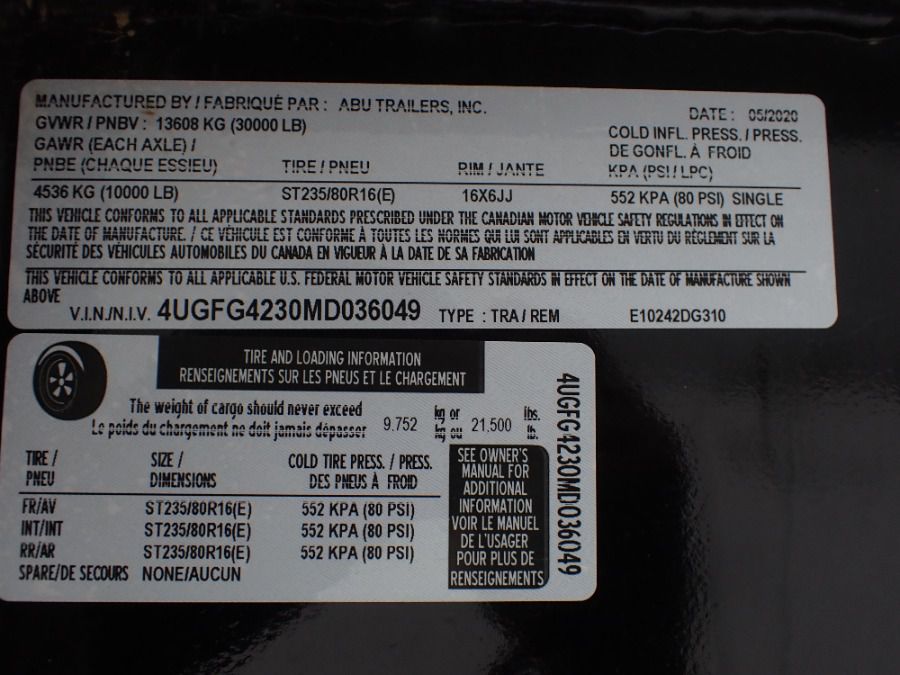 MANUFACTURED BY / FABRIQUÉ PAR : ABU TRAILERS, INC.
DATE : 05/2020
GVWR / PNBV : 13608 KG (30000 LB)
COLD INFL. PRESS. / PRESS.
GAWR (EACH AXLE) /
DE GONFL. À FROID
PNBE (CHAQUE ESSIEU) TIRE / PNEU RIM / JANTE KPA (PSI / LPC)
4536 KG (10000 LB) ST235/80R16(E) 16X6JJ 552 KPA (80 PSI) SINGLE
THIS VEHICLE CONFORMS TO ALL APPLICABLE STANDARDS PRESCRIBED UNDER THE CANADIAN MOTOR VEHICLE SAFETY REGULATIONS IN EFFECT ON
THE DATE OF MANUFACTURE. / CE VÉHICULE EST CONFORME À TOUTES LES NORMES QUI LUI SONT APPLICABLES EN VERTU DU RÈGLEMENT SUR LA
SÉCURITÉ DES VÉHICULES AUTOMOBILES DU CANADA EN VIGUEUR À LA DATE DE SA FABRICATION
THIS VEHICLE CONFORMS TO ALL APPLICABLE U.S. FEDERAL MOTOR VEHICLE SAFETY STANDARDS IN EFFECT ON THE DATE OF MANUFACTURE SHOWN
ABOVE
V.I.N./N.I.V. 4UGFG4230MD036049 TYPE : TRA / REM E10242DG310
TIRE AND LOADING INFORMATION
RENSEIGNEMENTS SUR LES PNEUS ET LE CHARGEMENT
The weight of cargo should never exceed kg or lbs.
Le poids du chargement ne doit jamais dépasser 9.752 kg ou 21,500 lb.
TIRE / SIZE / COLD TIRE PRESS. / PRESS.
PNEU DIMENSIONS DES PNEUS À FROID
FR/AV ST235/80R16(E) 552 KPA (80 PSI)
INT/INT ST235/80R16(E) 552 KPA (80 PSI)
RR/AR ST235/80R16(E) 552 KPA (80 PSI)
SPARE/DE SECOURS NONE/AUCUN
SEE OWNER'S
MANUAL FOR
ADDITIONAL
INFORMATION
VOIR LE MANUEL
DE L'USAGER
POUR PLUS DE
RENSEIGNEMENTS
4UGFG4230MD036049